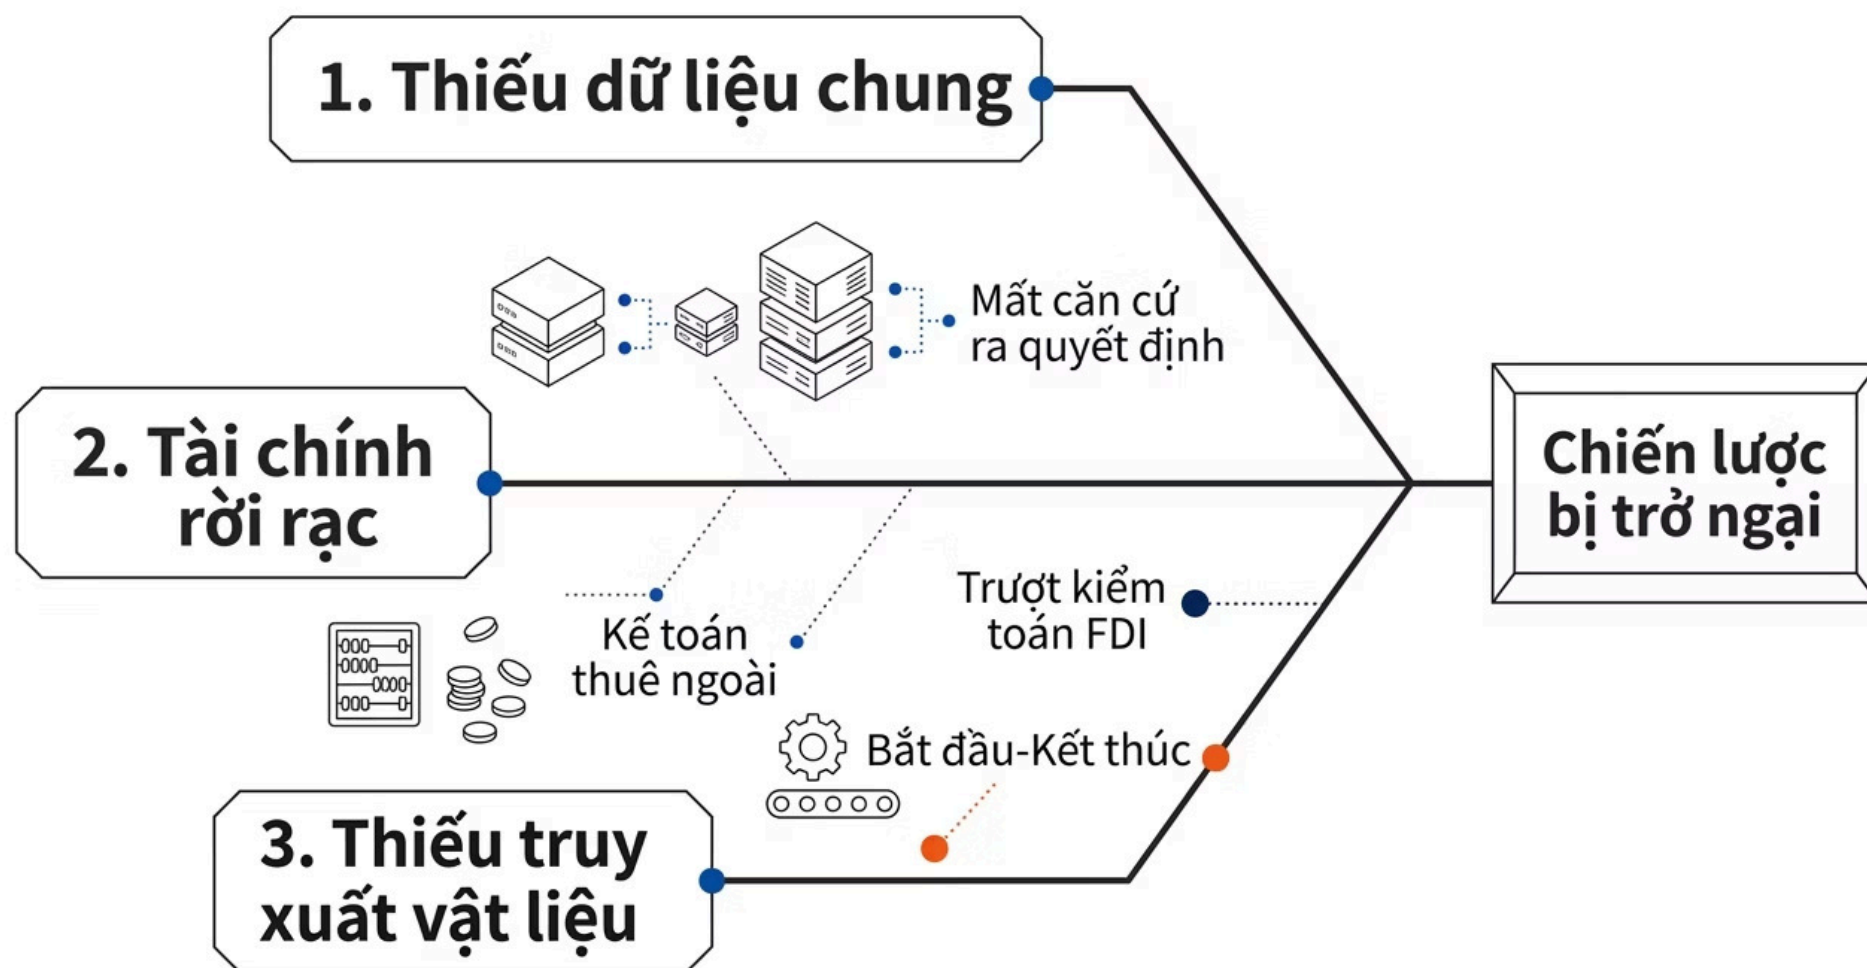 1. Thiếu dữ liệu chung
Mất căn cứ
ra quyết định
2. Tài chính
rời rạc
Chiến lược
bị trở ngại
Trượt kiểm
toán FDI
Kế toán
thuê ngoài
Bắt đầu-Kết thúc
3. Thiếu truy
xuất vật liệu